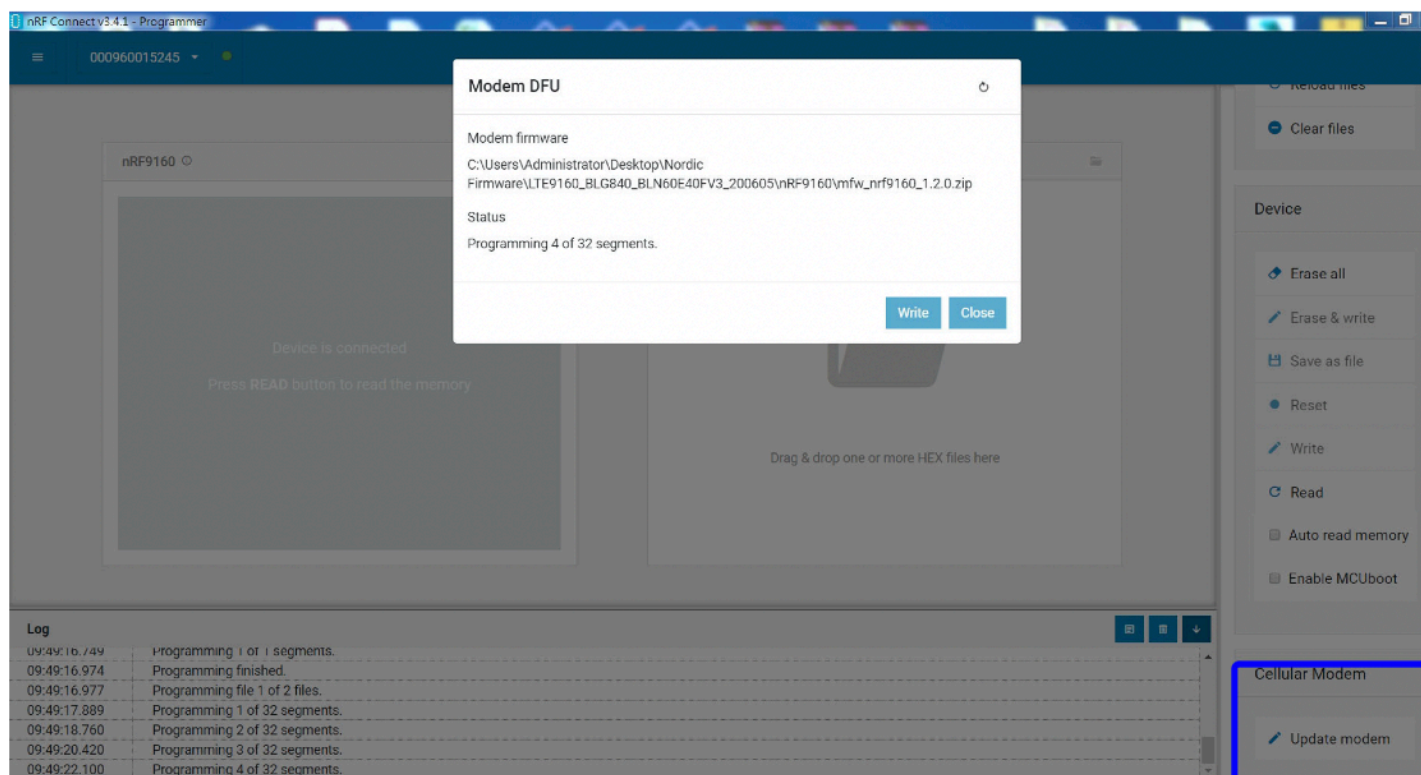 nRF Connect v3.4.1 - Programmer
000960015245
Modem DFU
Modem firmware
C:\Users\Administrator\Desktop\Nordic
Firmware\LTE9160_BLG840_BLN60E40FV3_200605\nRF9160\mfw_nrf9160_1.2.0.zip
Status
Programming 4 of 32 segments.
Write
Close
nRF9160
Device is connected
Press READ button to read the memory
Drag & drop one or more HEX files here
Reload files
Clear files
Device
Erase all
Erase & write
Save as file
Reset
Write
Read
Auto read memory
Enable MCUboot
Cellular Modem
Update modem
Log
09:49:16.749 Programming 1 of 1 segments.
09:49:16.974 Programming finished.
09:49:16.977 Programming file 1 of 2 files.
09:49:17.889 Programming 1 of 32 segments.
09:49:18.760 Programming 2 of 32 segments.
09:49:20.420 Programming 3 of 32 segments.
09:49:22.100 Programming 4 of 32 segments.